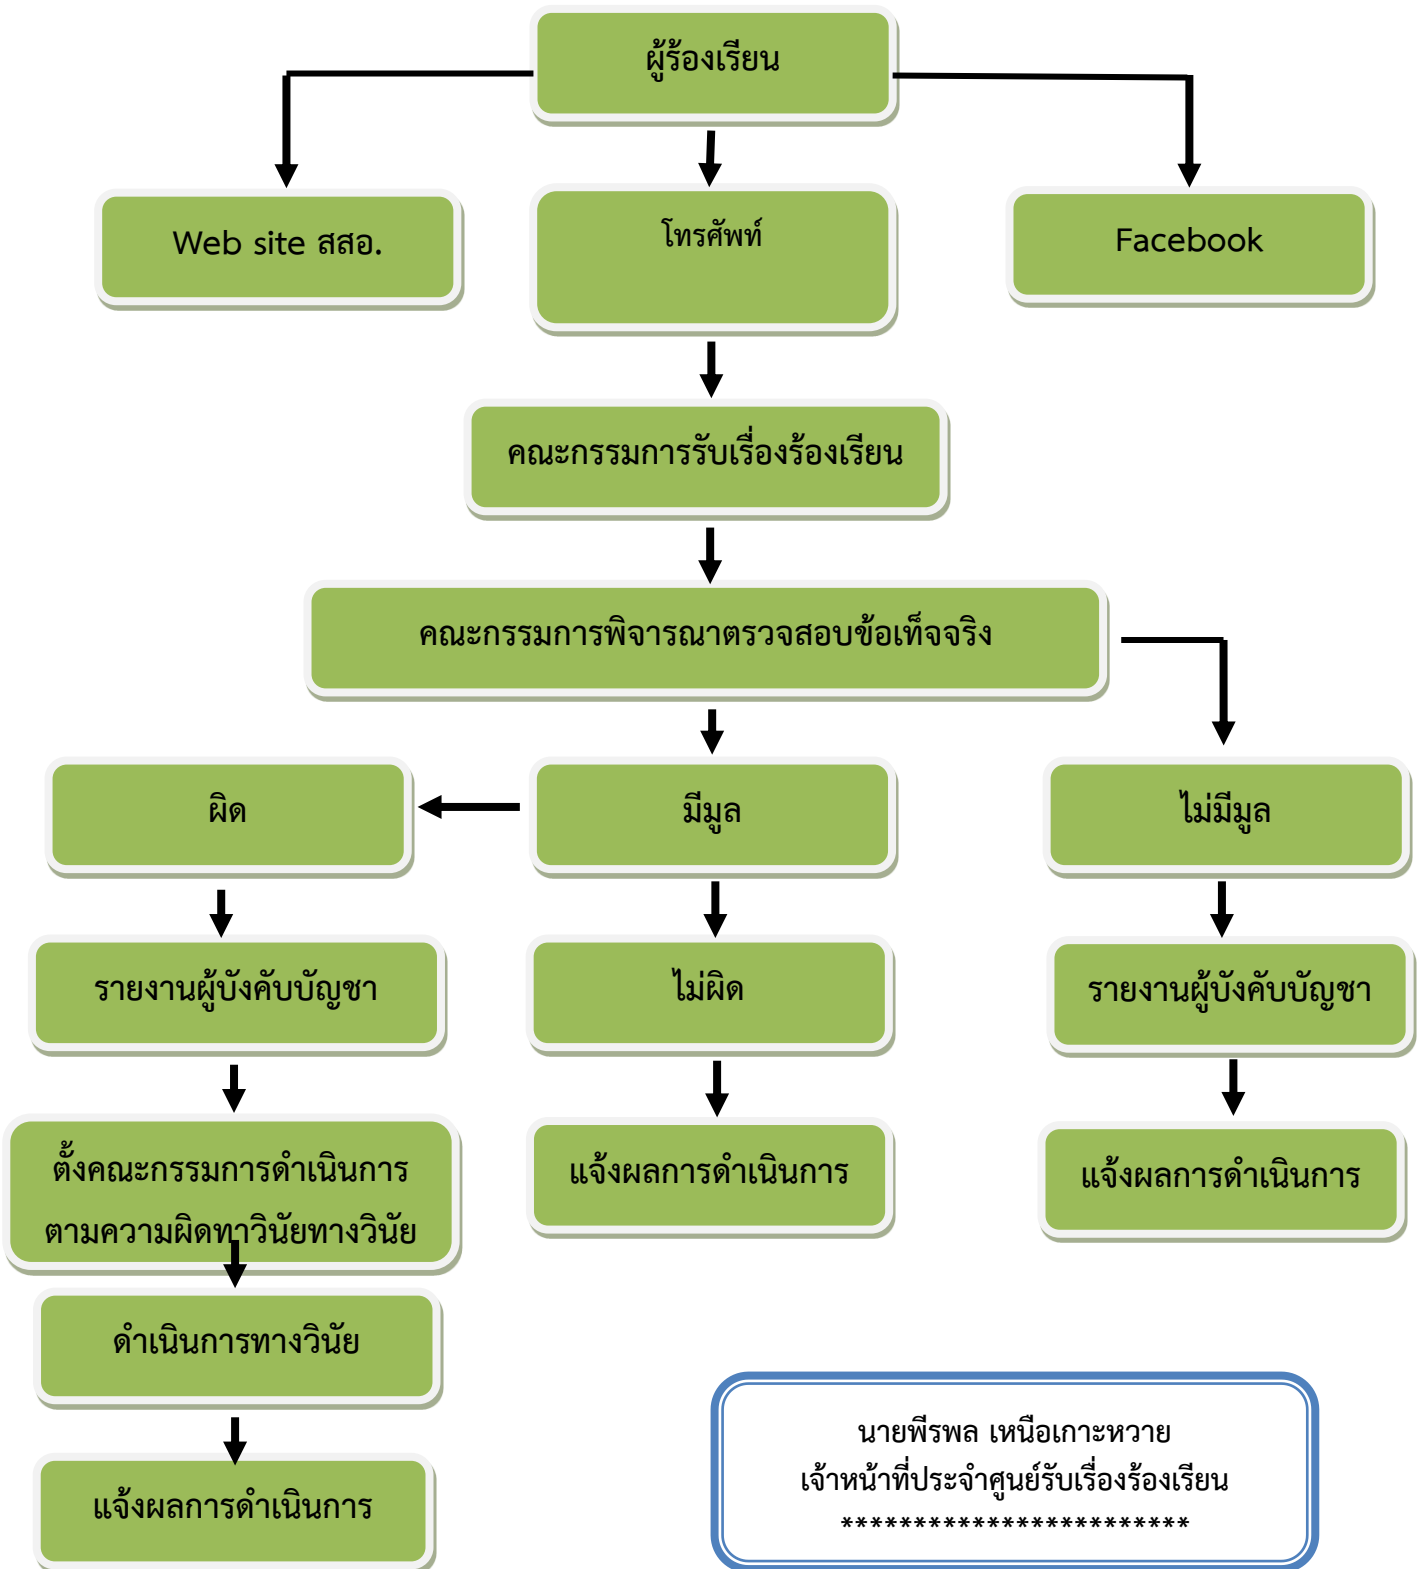 ผู้ร้องเรียน
Web site สสอ.
โทรศัพท์
Facebook
คณะกรรมการรับเรื่องร้องเรียน
คณะกรรมการพิจารณาตรวจสอบข้อเท็จจริง
ผิด
มีมูล
ไม่มีมูล
รายงานผู้บังคับบัญชา
ไม่ผิด
รายงานผู้บังคับบัญชา
ตั้งคณะกรรมการดำเนินการ
ตามความผิดทาวินัยทางวินัย
แจ้งผลการดำเนินการ
แจ้งผลการดำเนินการ
ดำเนินการทางวินัย
แจ้งผลการดำเนินการ
นายพีรพล เหนือเกาะหวาย
เจ้าหน้าที่ประจำศูนย์รับเรื่องร้องเรียน
************************